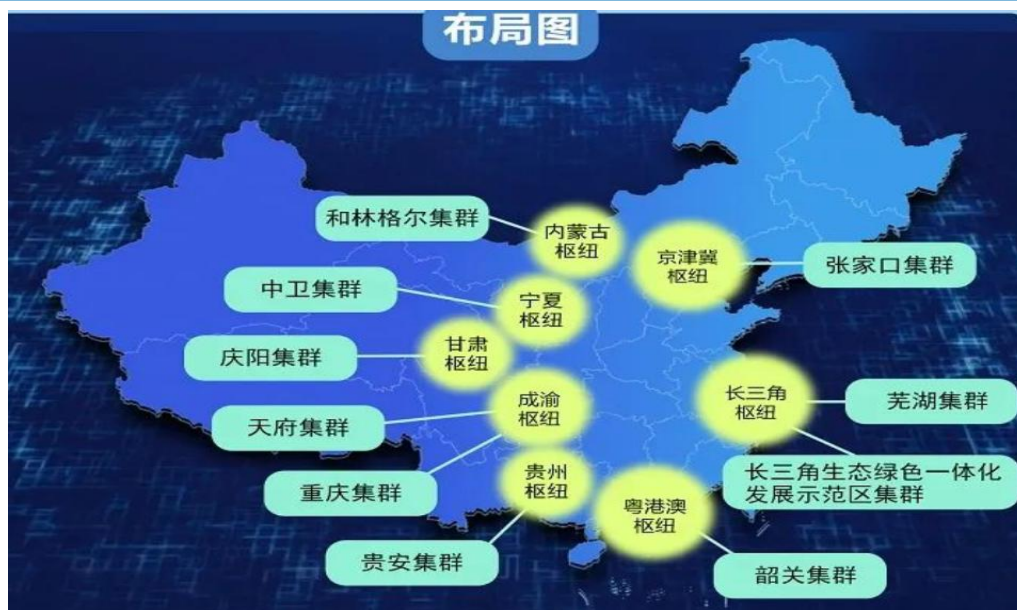 布局图
和林格尔集群
内蒙古
枢纽
京津冀
枢纽
张家口集群
中卫集群
宁夏
枢纽
庆阳集群
甘肃
枢纽
天府集群
成渝
枢纽
长三角
枢纽
芜湖集群
重庆集群
贵州
枢纽
长三角生态绿色一体化
发展示范区集群
粤港澳
枢纽
贵安集群
韶关集群